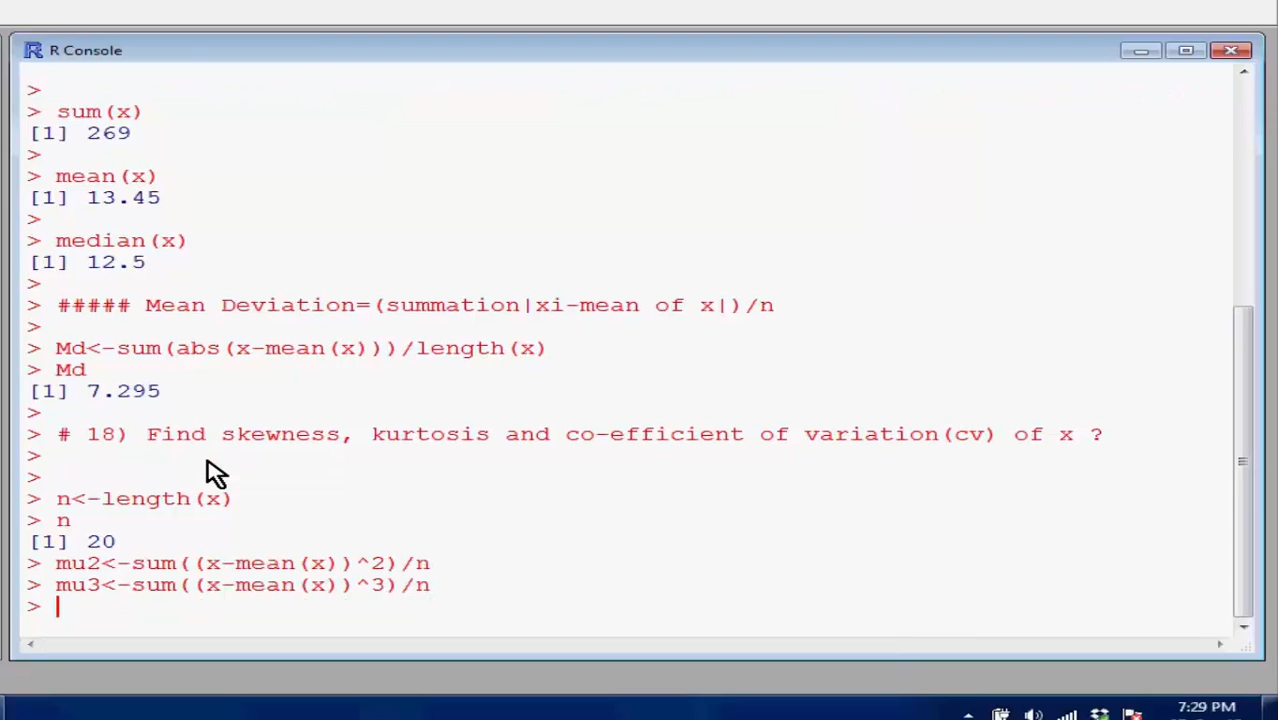 R Console
>
> sum(x)
[1] 269
>
> mean(x)
[1] 13.45
>
> median(x)
[1] 12.5
>
> ##### Mean Deviation=(summation|xi-mean of x|)/n
>
> Md<-sum(abs(x-mean(x)))/length(x)
> Md
[1] 7.295
>
> # 18) Find skewness, kurtosis and co-efficient of variation(cv) of x ?
>
>
> n<-length(x)
> n
[1] 20
> mu2<-sum((x-mean(x))^2)/n
> mu3<-sum((x-mean(x))^3)/n
>
7:29 PM